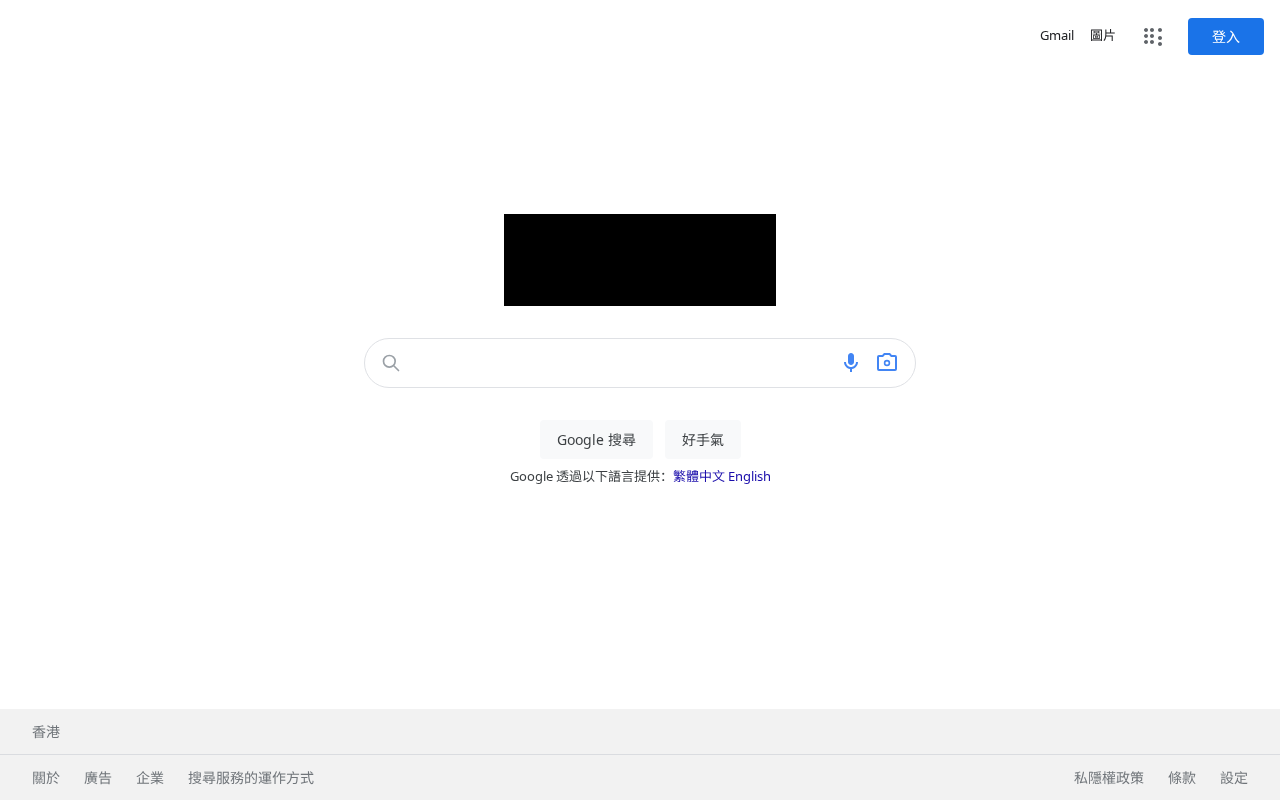 Gmail 圖片 登入
Google 搜尋 好手氣
Google 透過以下語言提供： 繁體中文 English
香港
關於 廣告 企業 搜尋服務的運作方式 私隱權政策 條款 設定